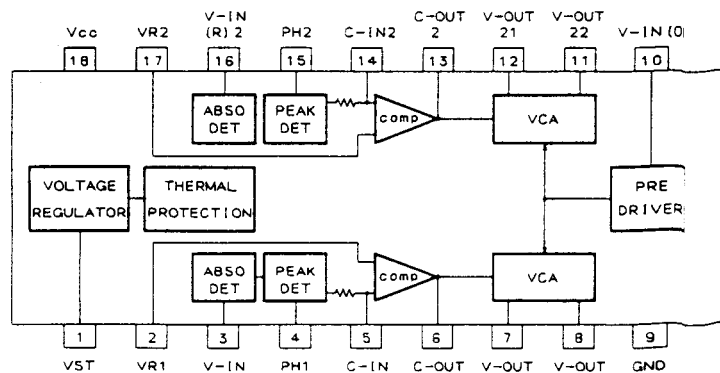 Vcc VR2 V-IN (R) 2 PH2 C-IN2 C-OUT 2 V-OUT 21 V-OUT 22 V-IN (0
18 17 16 15 14 13 12 11 10
ABSO DET
PEAK DET
comp
VCA
VOLTAGE REGULATOR
THERMAL PROTECTION
PRE DRIVER
ABSO DET
PEAK DET
comp
VCA
1 2 3 4 5 6 7 8 9
VST VR1 V-IN PH1 C-IN C-OUT V-OUT V-OUT GND